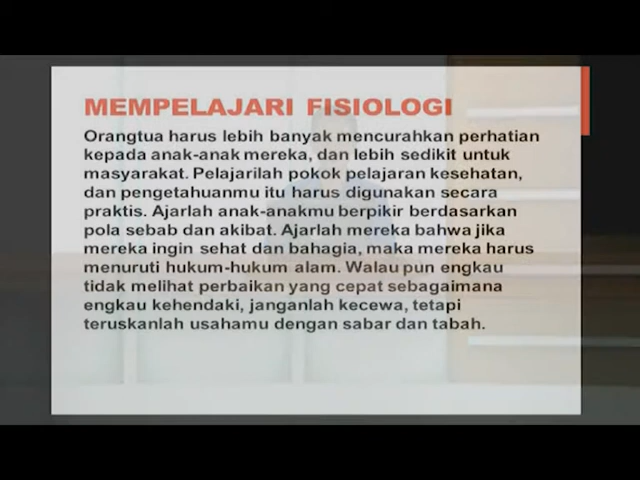 MEMPELAJARI FISIOLOGI
Orangtua harus lebih banyak mencurahkan perhatian
kepada anak-anak mereka, dan lebih sedikit untuk
masyarakat. Pelajarilah pokok pelajaran kesehatan,
dan pengetahuanmu itu harus digunakan secara
praktis. Ajarlah anak-anakmu berpikir berdasarkan
pola sebab dan akibat. Ajarlah mereka bahwa jika
mereka ingin sehat dan bahagia, maka mereka harus
menuruti hukum-hukum alam. Walau pun engkau
tidak melihat perbaikan yang cepat sebagaimana
engkau kehendaki, janganlah kecewa, tetapi
teruskanlah usahamu dengan sabar dan tabah.